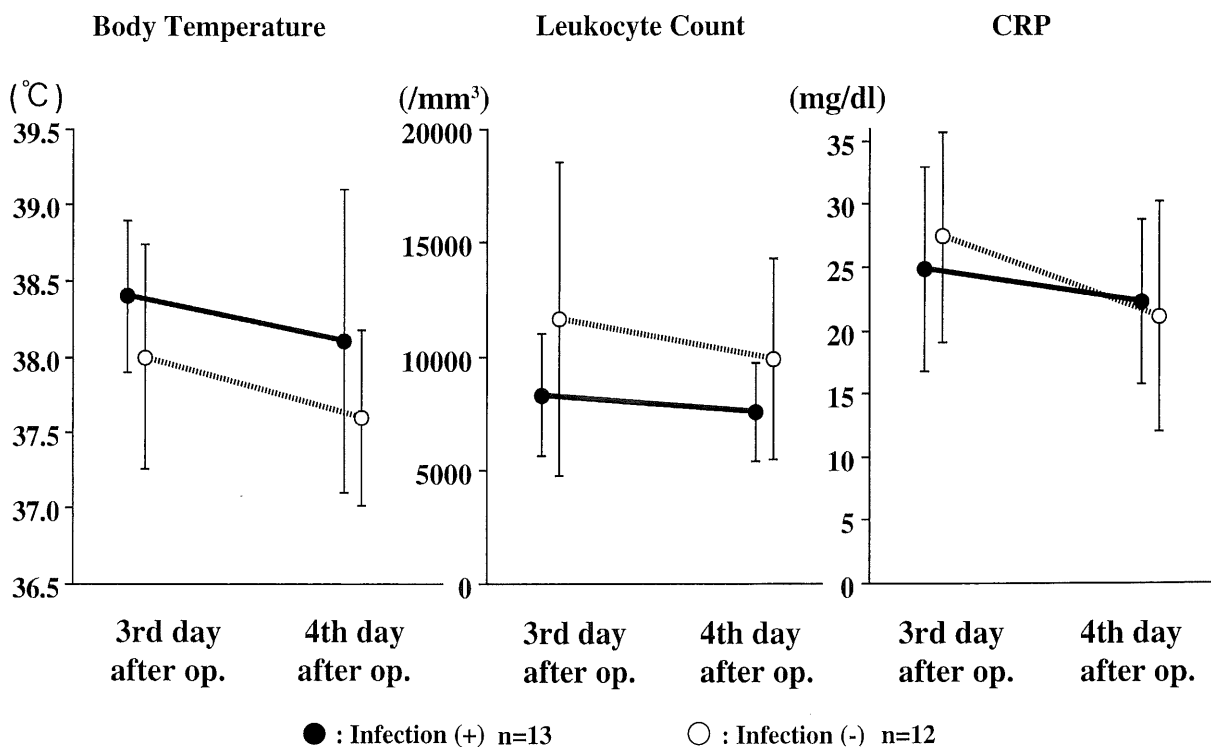 Body Temperature
Leukocyte Count
CRP
(℃)
39.5
39.0
38.5
38.0
37.5
37.0
36.5
(/mm³)
20000
15000
10000
5000
0
(mg/dl)
35
30
25
20
15
10
5
0
3rd day
after op.
4th day
after op.
3rd day
after op.
4th day
after op.
3rd day
after op.
4th day
after op.
● : Infection (+) n=13
○ : Infection (-) n=12